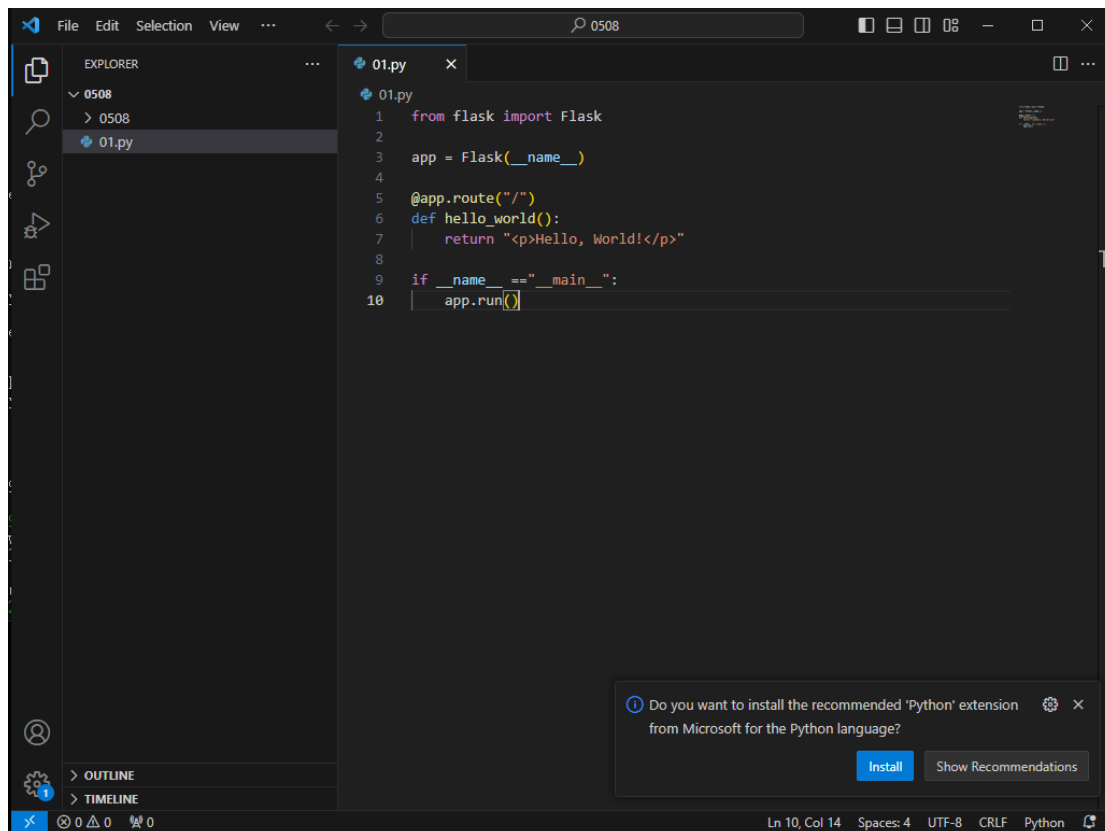 File Edit Selection View ··· 0508
EXPLORER ···
0508
0508
01.py
OUTLINE
TIMELINE
01.py
01.py
1 from flask import Flask
2
3 app = Flask(__name__)
4
5 @app.route("/")
6 def hello_world():
7     return "<p>Hello, World!</p>"
8
9 if __name__ =="__main__":
10     app.run()
Do you want to install the recommended 'Python' extension
from Microsoft for the Python language?
Install Show Recommendations
1
0 0 0 Ln 10, Col 14 Spaces: 4 UTF-8 CRLF Python